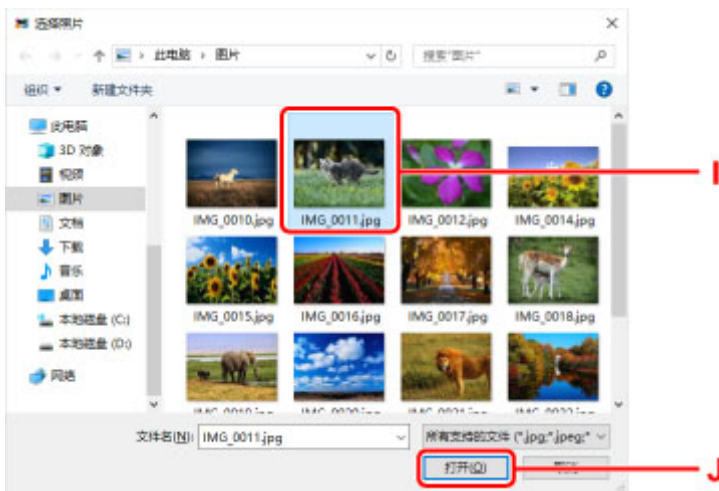 选择照片
此电脑 › 图片
搜索"图片"
组织
新建文件夹
此电脑
3D 对象
视频
图片
文档
下载
音乐
桌面
本地磁盘 (C:)
本地磁盘 (D:)
网络
IMG_0010.jpg IMG_0011.jpg IMG_0012.jpg IMG_0014.jpg
I
IMG_0015.jpg IMG_0016.jpg IMG_0017.jpg IMG_0018.jpg
文件名(N): IMG_0011.jpg
所有支持的文件 (*.jpg;*.jpeg;*
打开(O)
J